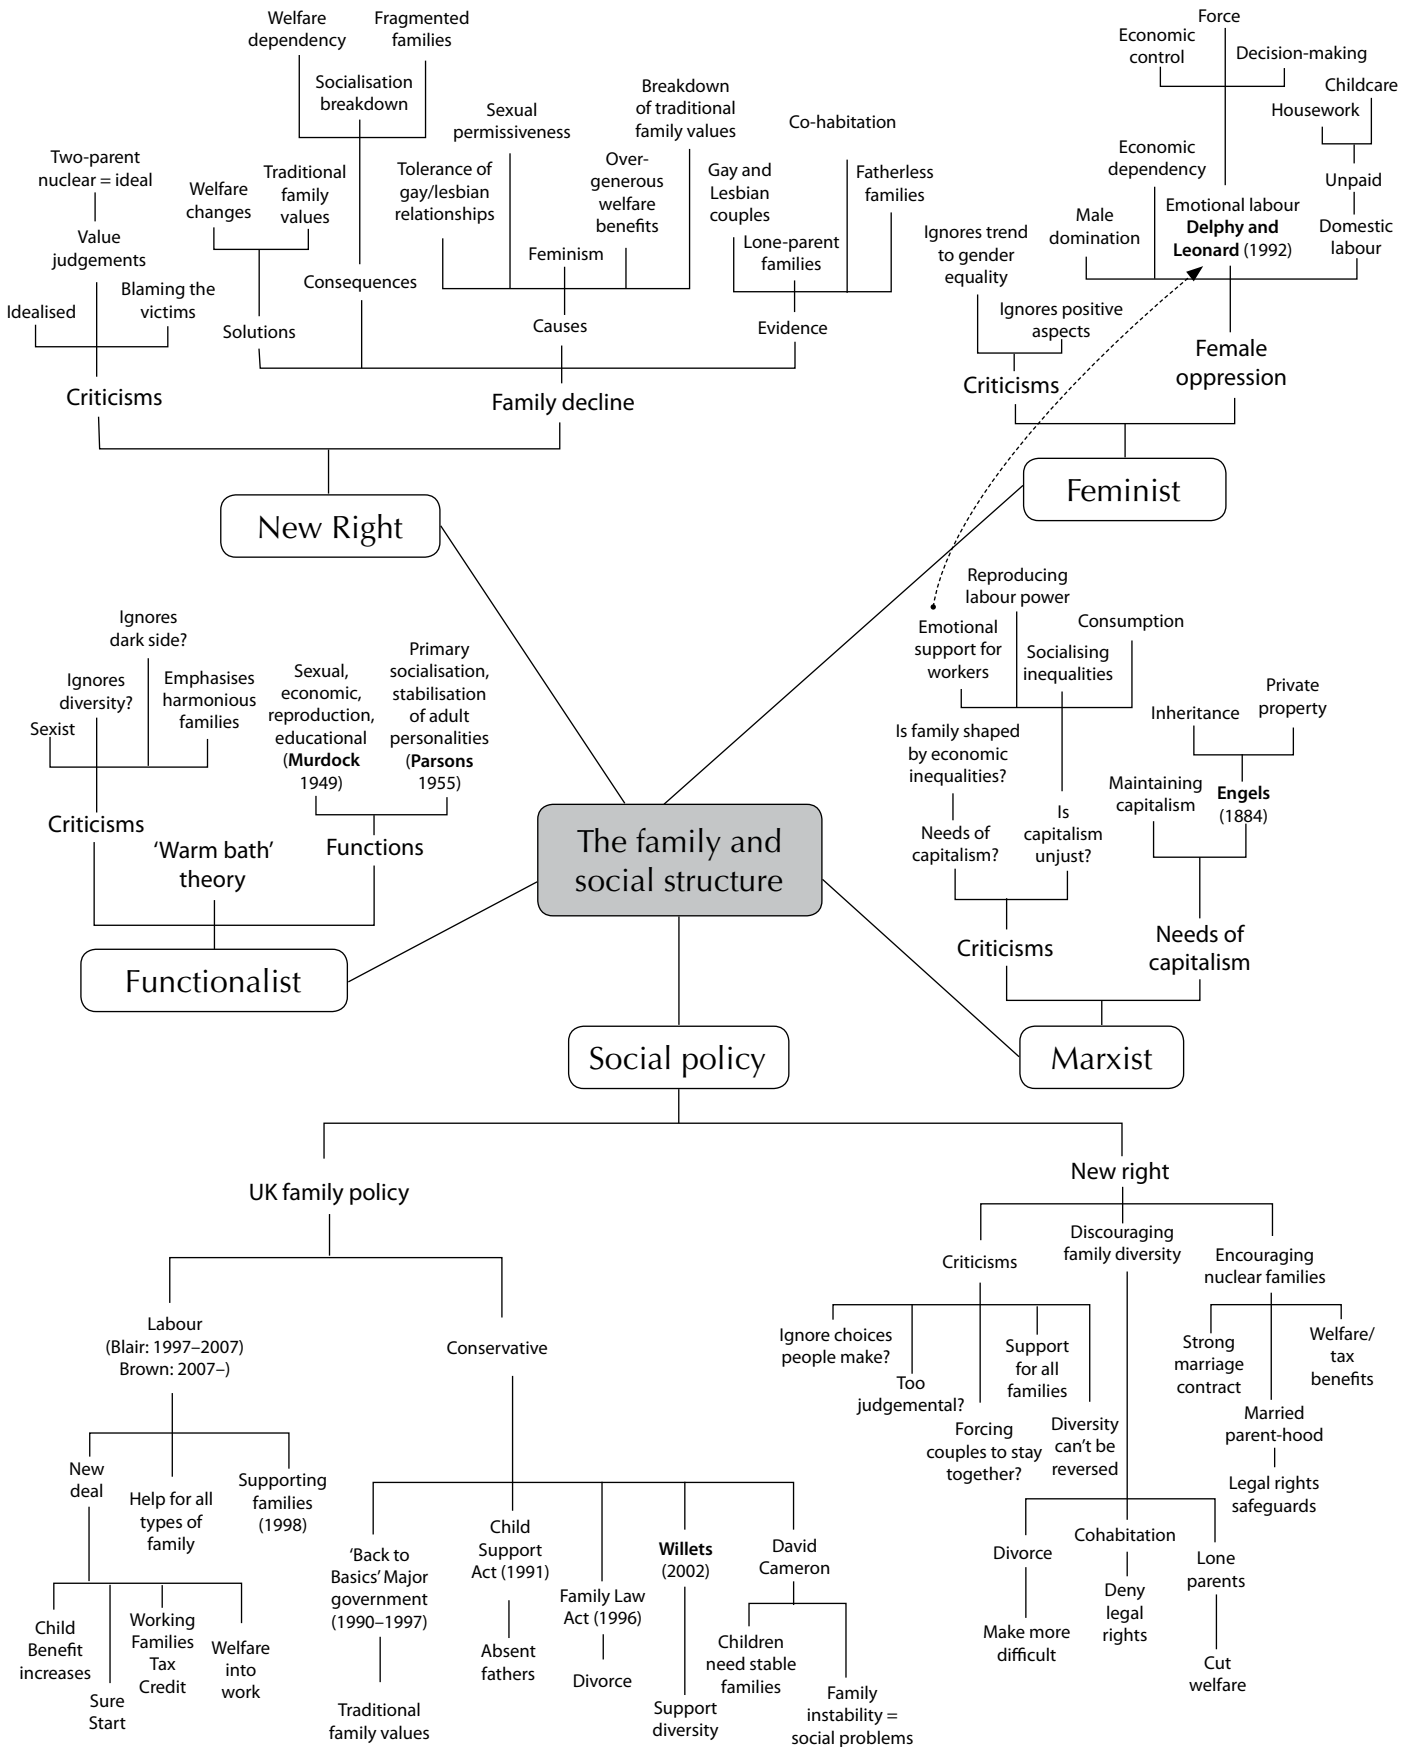 Welfare
dependency
Fragmented
families
Socialisation
breakdown
Two-parent
nuclear = ideal
Value
judgements
Idealised
Blaming the
victims
Criticisms
Welfare
changes
Traditional
family
values
Solutions
Consequences
Tolerance of
gay/lesbian
relationships
Sexual
permissiveness
Feminism
Over-
generous
welfare
benefits
Breakdown
of traditional
family values
Causes
Gay and
Lesbian
couples
Co-habitation
Lone-parent
families
Fatherless
families
Evidence
Family decline
New Right
Force
Economic
control
Decision-making
Childcare
Housework
Unpaid
Domestic
labour
Economic
dependency
Male
domination
Emotional labour
Delphy and
Leonard (1992)
Female
oppression
Ignores trend
to gender
equality
Ignores positive
aspects
Criticisms
Feminist
Ignores
dark side?
Ignores
diversity?
Sexist
Emphasises
harmonious
families
Criticisms
'Warm bath'
theory
Sexual,
economic,
reproduction,
educational
(Murdock
1949)
Primary
socialisation,
stabilisation
of adult
personalities
(Parsons
1955)
Functions
Functionalist
The family and
social structure
Reproducing
labour power
Emotional
support for
workers
Socialising
inequalities
Consumption
Is family shaped
by economic
inequalities?
Needs of
capitalism?
Is
capitalism
unjust?
Criticisms
Inheritance
Private
property
Maintaining
capitalism
Engels
(1884)
Needs of
capitalism
Marxist
Social policy
UK family policy
Labour
(Blair: 1997–2007)
Brown: 2007–)
New
deal
Help for all
types of
family
Supporting
families
(1998)
Child
Benefit
increases
Sure
Start
Working
Families
Tax
Credit
Welfare
into
work
Conservative
'Back to
Basics' Major
government
(1990–1997)
Traditional
family values
Child
Support
Act (1991)
Absent
fathers
Family Law
Act (1996)
Divorce
Willets
(2002)
Support
diversity
David
Cameron
Children
need stable
families
Family
instability =
social problems
New right
Criticisms
Ignore choices
people make?
Too
judgemental?
Forcing
couples to stay
together?
Support
for all
families
Diversity
can't be
reversed
Discouraging
family diversity
Divorce
Make more
difficult
Cohabitation
Deny
legal
rights
Lone
parents
Cut
welfare
Encouraging
nuclear families
Strong
marriage
contract
Married
parent-hood
Legal rights
safeguards
Welfare/
tax
benefits